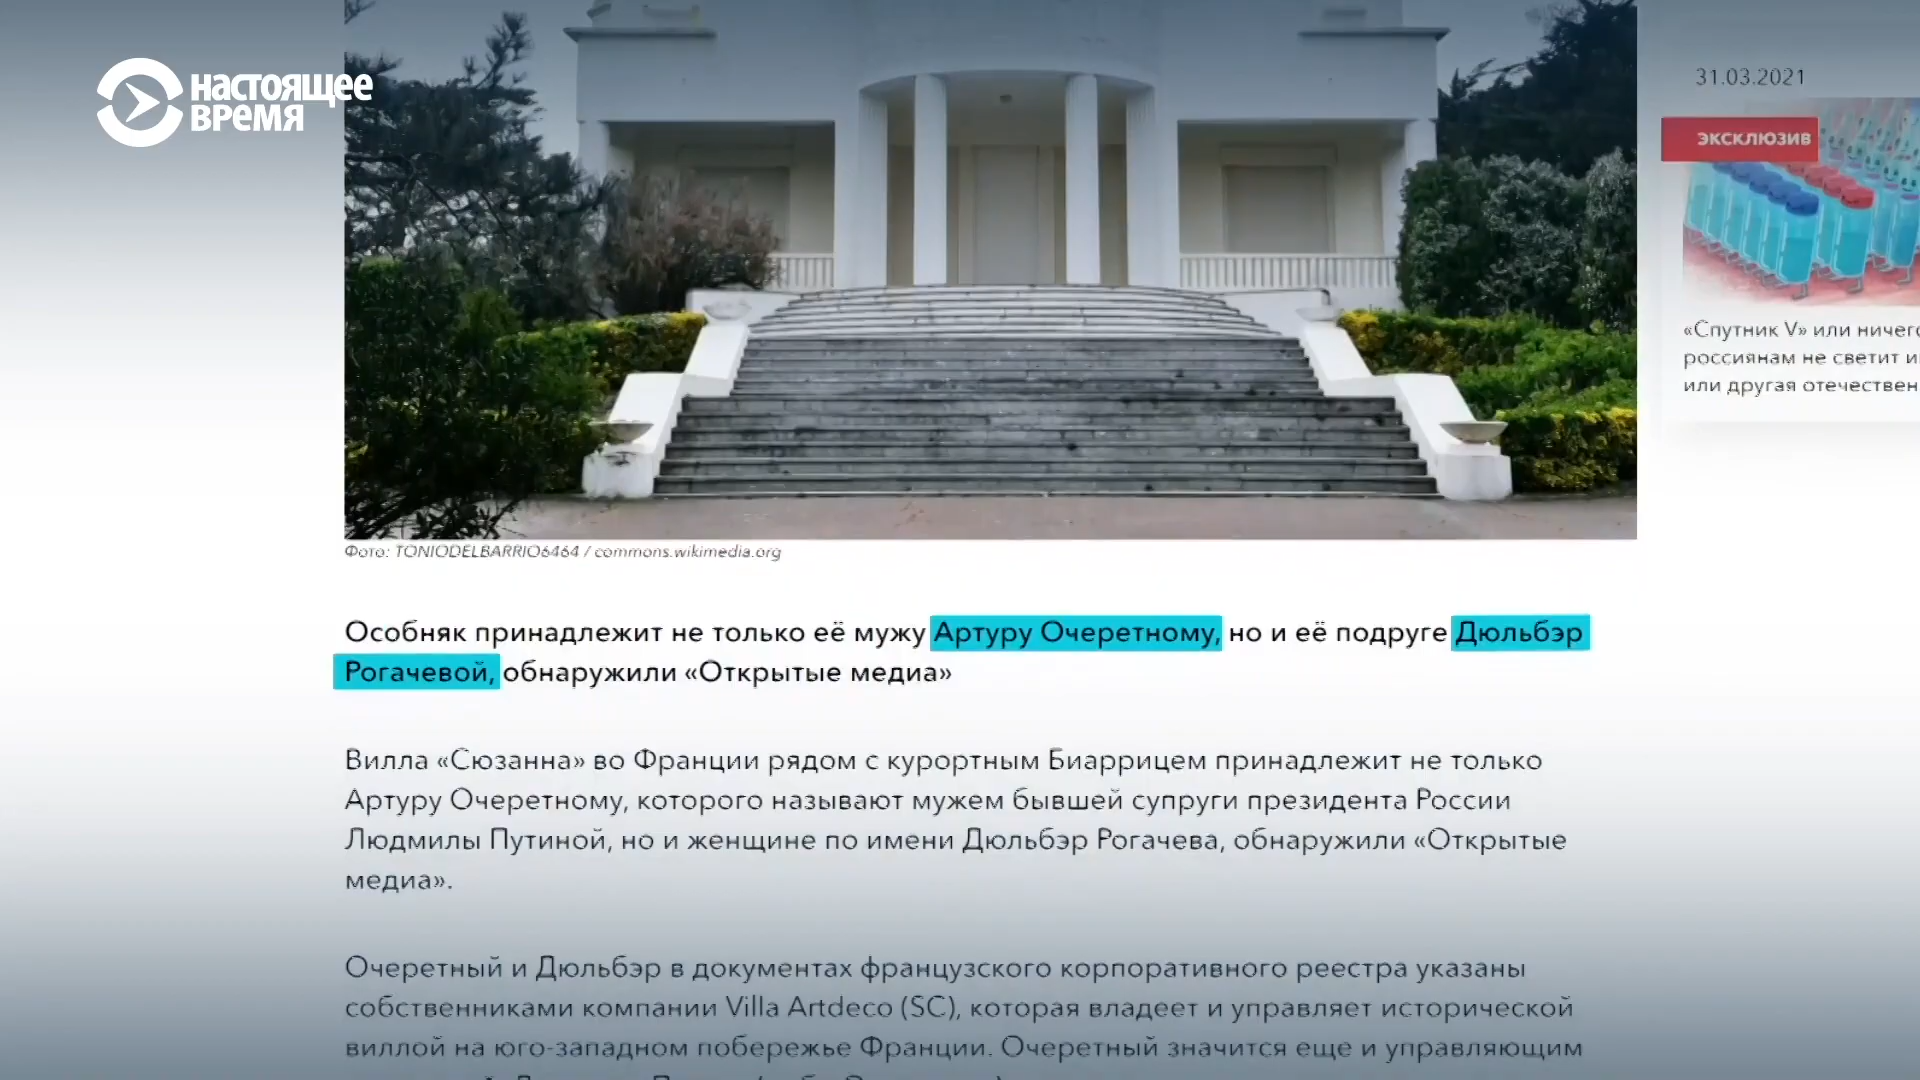 НАСТОЯЩЕЕ
ВРЕМЯ
31.03.2021
ЭКСКЛЮЗИВ
«Спутник V» или
россиянам не светит
или другая
Фото: TONIODELBARRIO6464 / commons.wikimedia.org
Особняк принадлежит не только её мужу Артуру Очеретному, но и её подруге Дюльбэр
Рогачевой, обнаружили «Открытые медиа»
Вилла «Сюзанна» во Франции рядом с курортным Биаррицем принадлежит не только
Артуру Очеретному, которого называют мужем бывшей супруги президента России
Людмилы Путиной, но и женщине по имени Дюльбэр Рогачева, обнаружили «Открытые
медиа».
Очеретный и Дюльбэр в документах французского корпоративного реестра указаны
собственниками компании Villa Artdeco (SC), которая владеет и управляет исторической
виллой на юго-западном побережье Франции. Очеретный значится еще и управляющим